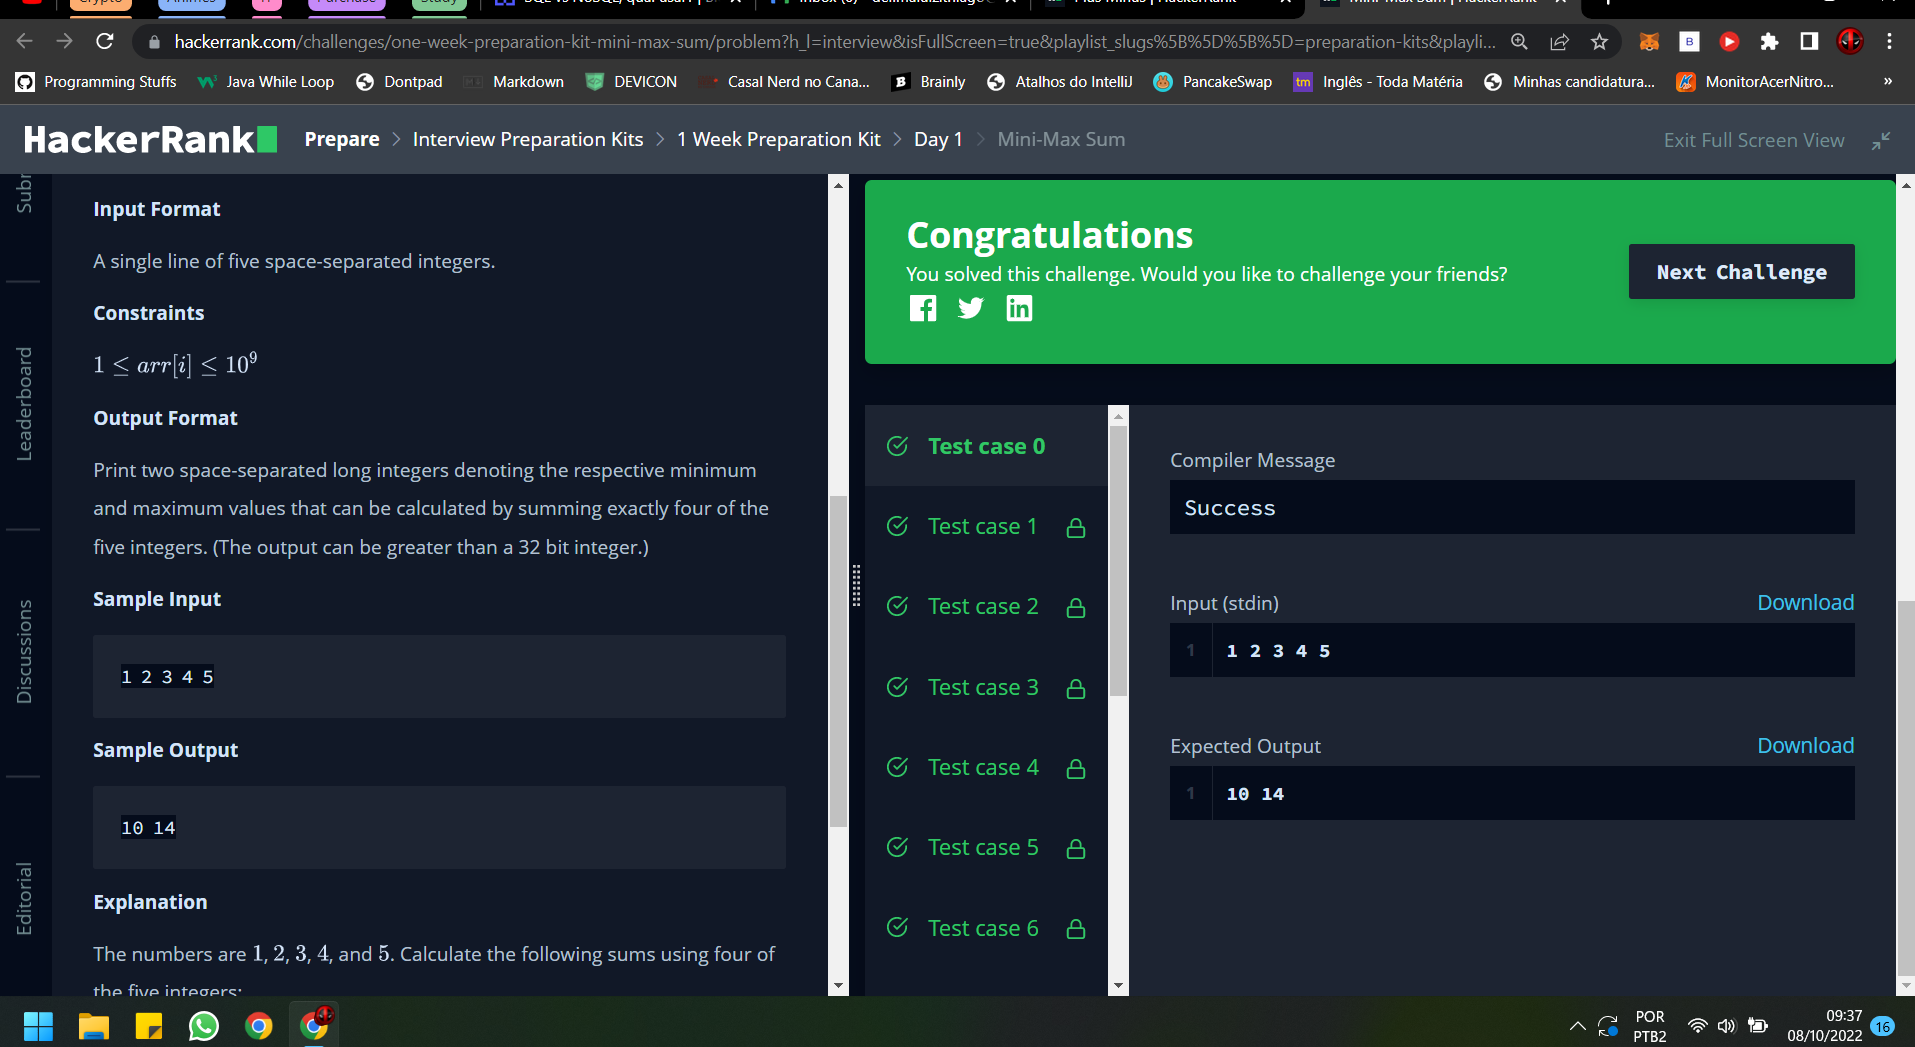 hackerrank.com/challenges/one-week-preparation-kit-mini-max-sum/problem?h_l=interview&isFullScreen=true&playlist_slugs%5B%5D%5B%5D=preparation-kits&playli...
Programming Stuffs Java While Loop Dontpad Markdown DEVICON Casal Nerd no Cana... Brainly Atalhos do IntelliJ PancakeSwap tm Inglês - Toda Matéria Minhas candidatura... MonitorAcerNitro... »
HackerRank Prepare > Interview Preparation Kits > 1 Week Preparation Kit > Day 1 > Mini-Max Sum Exit Full Screen View
Leaderboard
Discussions
Editorial
Input Format
A single line of five space-separated integers.
Constraints
1 ≤ arr[i] ≤ 10⁹
Output Format
Print two space-separated long integers denoting the respective minimum
and maximum values that can be calculated by summing exactly four of the
five integers. (The output can be greater than a 32 bit integer.)
Sample Input
1 2 3 4 5
Sample Output
10 14
Explanation
The numbers are 1, 2, 3, 4, and 5. Calculate the following sums using four of
the five integers:
Congratulations
You solved this challenge. Would you like to challenge your friends?
Next Challenge
Test case 0
Test case 1
Test case 2
Test case 3
Test case 4
Test case 5
Test case 6
Compiler Message
Success
Input (stdin) Download
1 1 2 3 4 5
Expected Output Download
1 10 14
POR
PTB2
09:37
08/10/2022
16